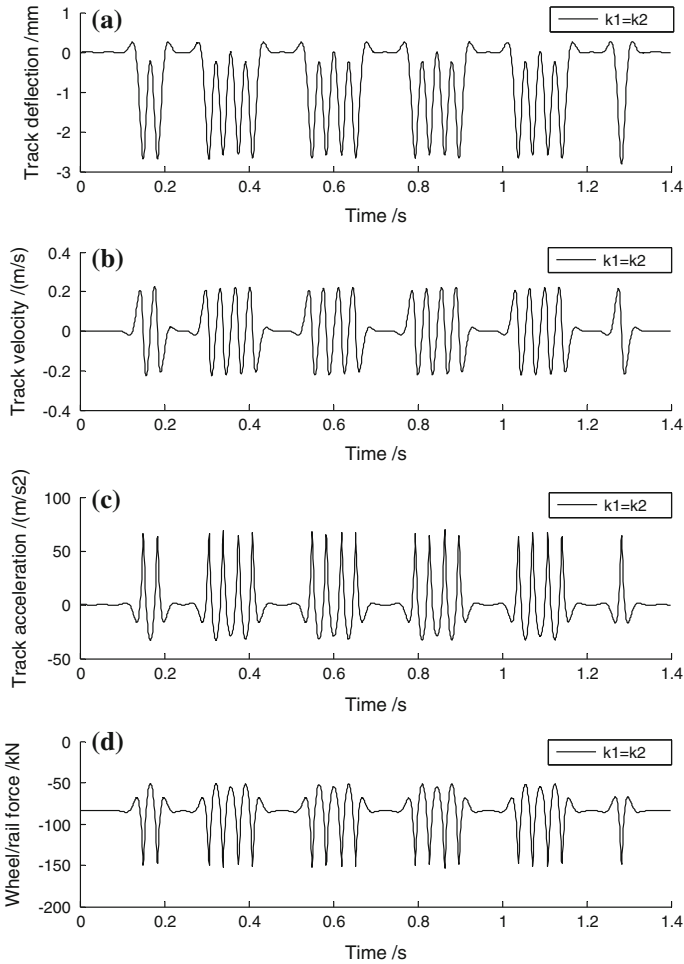 (a)
k1=k2
Track deflection /mm
1
0
-1
-2
-3
0 0.2 0.4 0.6 0.8 1 1.2 1.4
Time /s
(b)
k1=k2
Track velocity /(m/s)
0.4
0.2
0
-0.2
-0.4
0 0.2 0.4 0.6 0.8 1 1.2 1.4
Time /s
(c)
k1=k2
Track acceleration /(m/s2)
100
50
0
-50
0 0.2 0.4 0.6 0.8 1 1.2 1.4
Time /s
(d)
k1=k2
Wheel/rail force /kN
0
-50
-100
-150
-200
0 0.2 0.4 0.6 0.8 1 1.2 1.4
Time /s